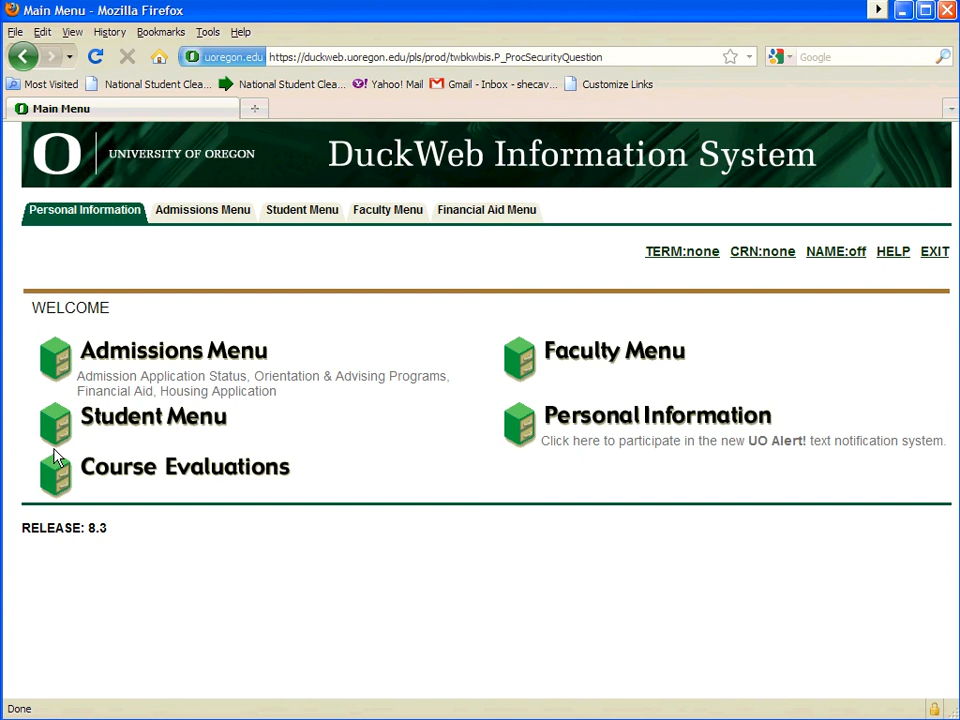 Main Menu - Mozilla Firefox
File Edit View History Bookmarks Tools Help
uoregon.edu https://duckweb.uoregon.edu/pls/prod/twbkwbis.P_ProcSecurityQuestion Google
Most Visited National Student Clea... National Student Clea... Yahoo! Mail Gmail - Inbox - shecav... Customize Links
Main Menu
O UNIVERSITY OF OREGON DuckWeb Information System
Personal Information Admissions Menu Student Menu Faculty Menu Financial Aid Menu
TERM:none CRN:none NAME:off HELP EXIT
WELCOME
Admissions Menu
Admission Application Status, Orientation & Advising Programs,
Financial Aid, Housing Application
Student Menu
Course Evaluations
Faculty Menu
Personal Information
Click here to participate in the new UO Alert! text notification system.
RELEASE: 8.3
Done